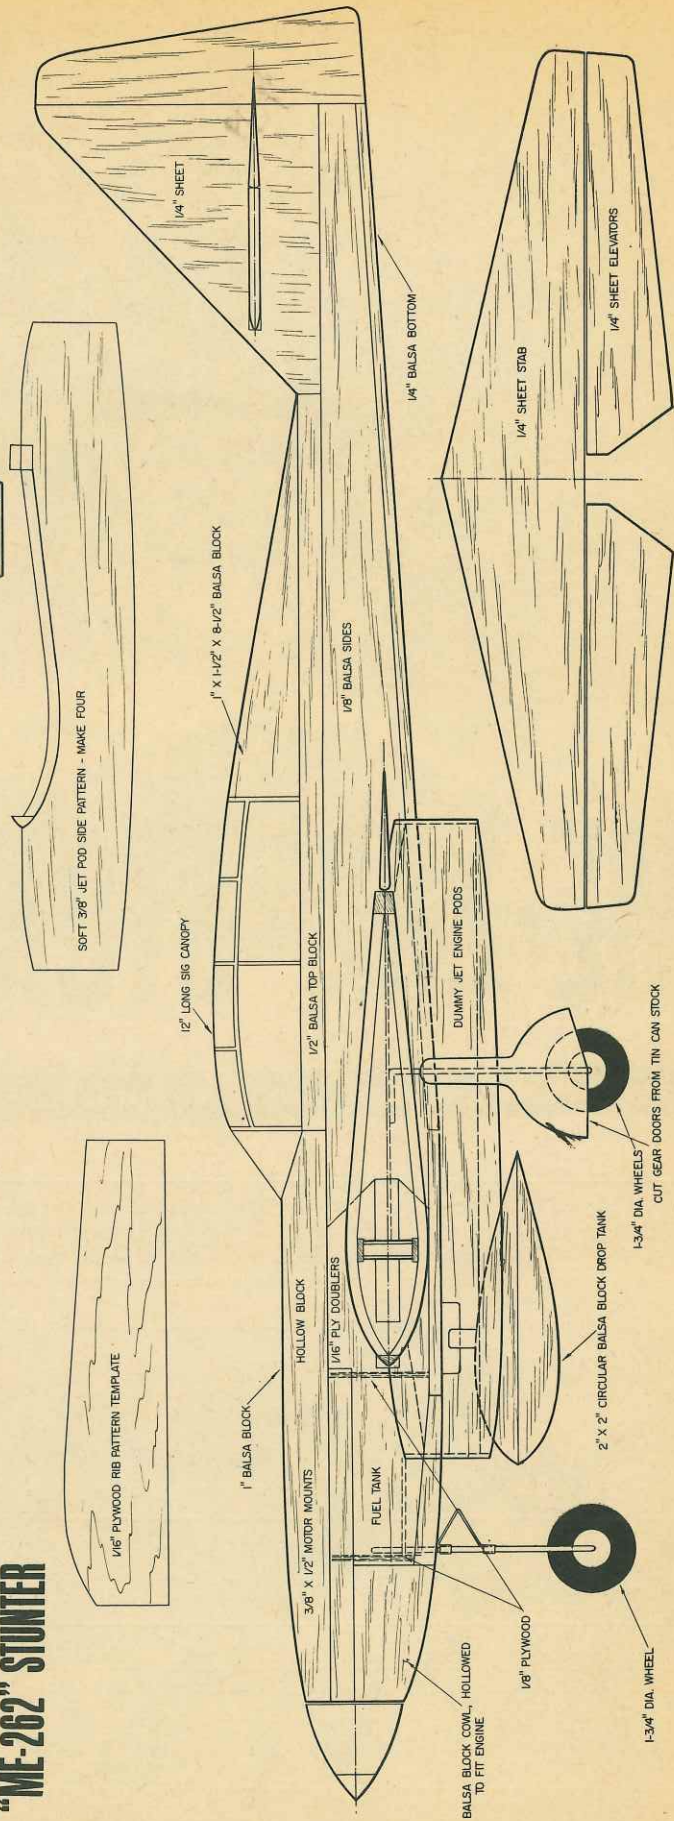 "ME-262" STUNTER
1/16" PLYWOOD RIB PATTERN TEMPLATE
SOFT 3/8" JET POD SIDE PATTERN - MAKE FOUR
1" BALSA BLOCK
12" LONG SIG CANOPY
1" X 1-1/2" X 8-1/2" BALSA BLOCK
1/4" SHEET
3/8" X 1/2" MOTOR MOUNTS
HOLLOW BLOCK
1/2" BALSA TOP BLOCK
1/16" PLY DOUBLERS
1/8" BALSA SIDES
FUEL TANK
1/4" BALSA BOTTOM
DUMMY JET ENGINE PODS
BALSA BLOCK COWL, HOLLOWED
TO FIT ENGINE
1/8" PLYWOOD
2" X 2" CIRCULAR BALSA BLOCK DROP TANK
1-3/4" DIA. WHEEL
1-3/4" DIA. WHEELS
CUT GEAR DOORS FROM TIN CAN STOCK
1/4" SHEET STAB
1/4" SHEET ELEVATORS